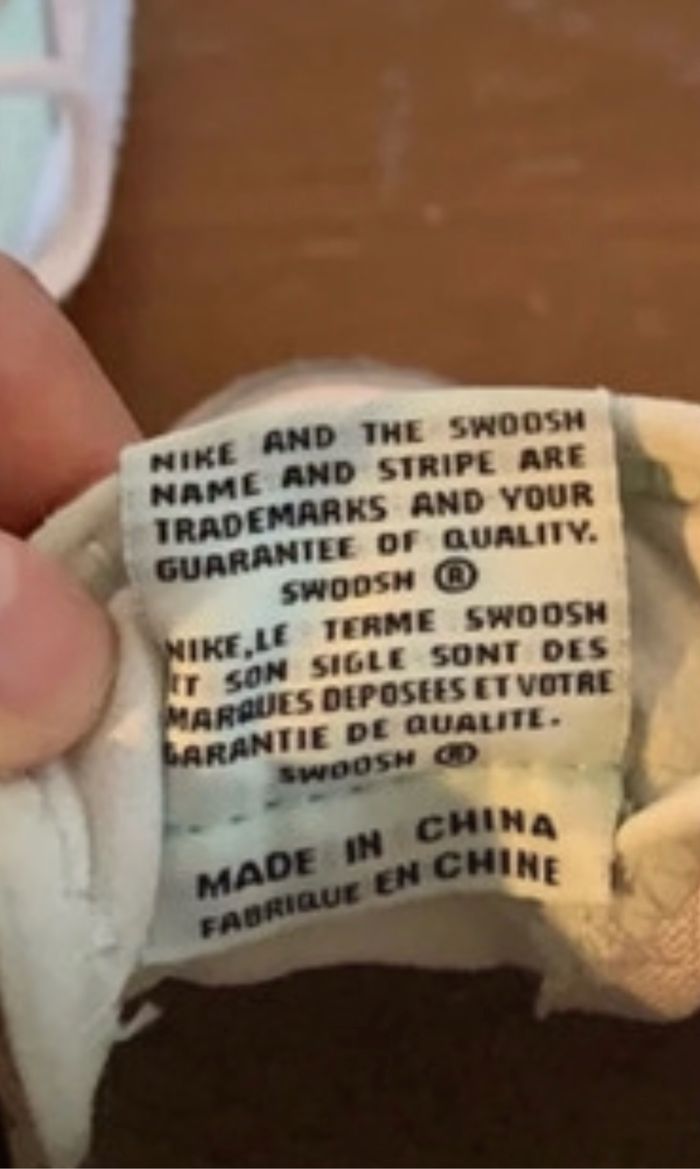 NIKE AND THE SWOOSH
NAME AND STRIPE ARE
TRADEMARKS AND YOUR
GUARANTEE OF QUALITY.
SWOOSH ®
NIKE,LE TERME SWOOSH
ET SON SIGLE SONT DES
MARQUES DEPOSEES ET VOTRE
GARANTIE DE QUALITE.
SWOOSH ®
MADE IN CHINA
FABRIQUE EN CHINE